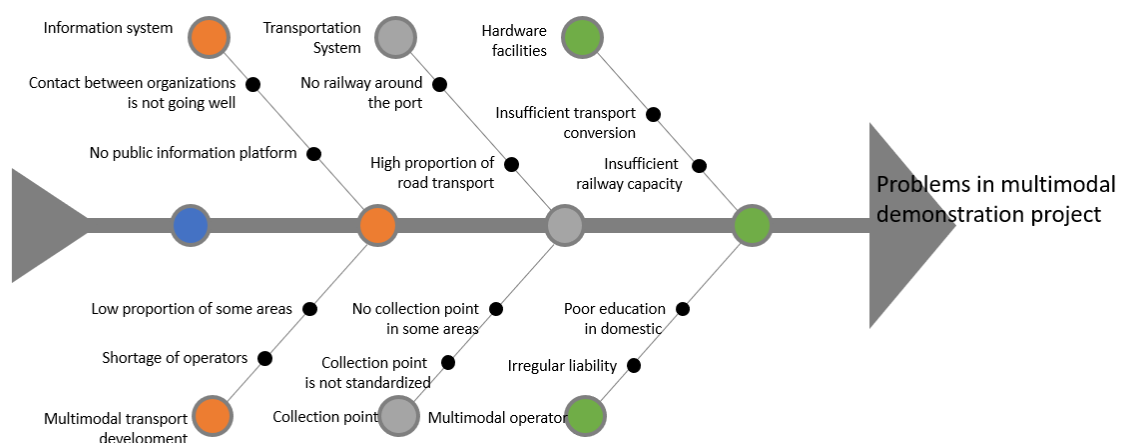 Information system
Transportation
System
Hardware
facilities
Contact between organizations
is not going well
No railway around
the port
Insufficient transport
conversion
No public information platform
High proportion of
road transport
Insufficient
railway capacity
Problems in multimodal
demonstration project
Low proportion of some areas
No collection point
in some areas
Poor education
in domestic
Shortage of operators
Collection point
is not standardized
Irregular liability
Multimodal transport
development
Collection point
Multimodal operator